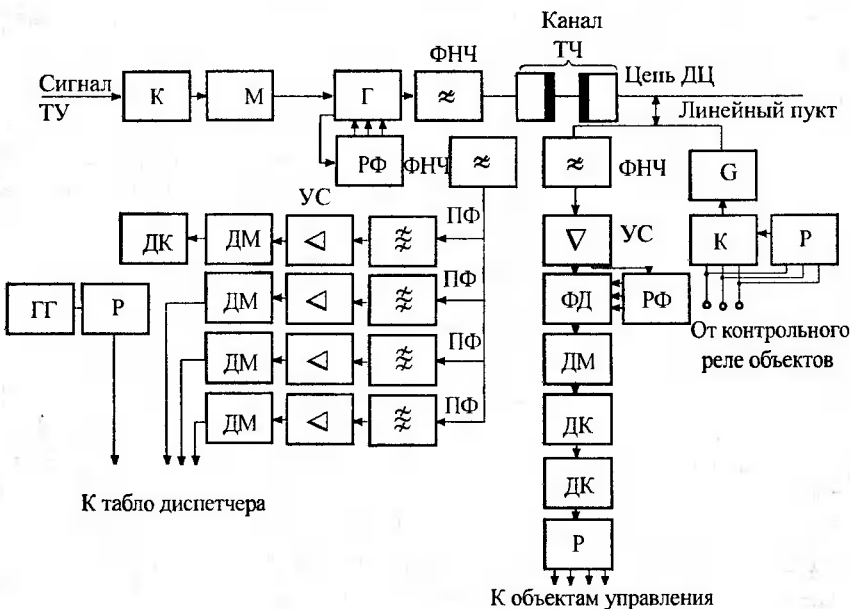 Канал
ТЧ
ФНЧ
Сигнал
ТУ
К
М
Г
≈
Цепь ДЦ
Линейный пукт
РФ
ФНЧ
≈
≈
ФНЧ
G
УС
ПФ
ДК
ДМ
УС
К
Р
ПФ
ГГ
Р
ДМ
ФД
РФ
От контрольного
реле объектов
ПФ
ДМ
ДМ
ПФ
ДМ
ДК
К табло диспетчера
ДК
Р
К объектам управления